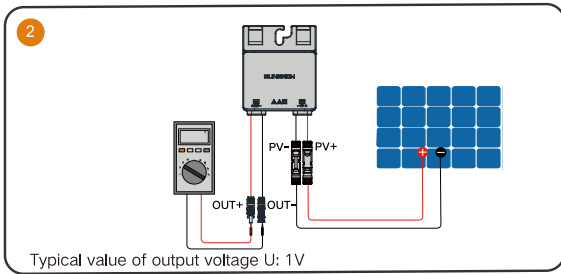 2
PV- PV+
+ -
OUT+ OUT-
Typical value of output voltage U: 1V